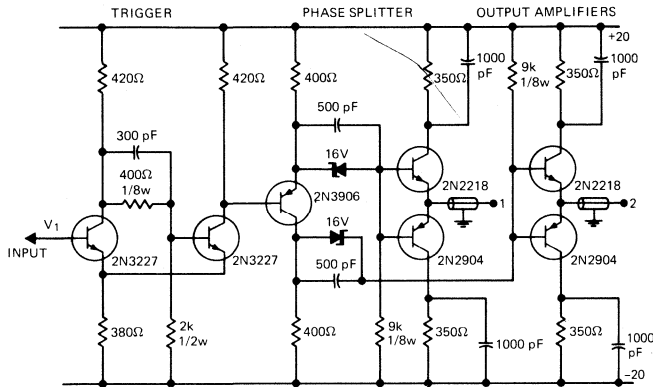 TRIGGER
PHASE SPLITTER
OUTPUT AMPLIFIERS
+20
420Ω
420Ω
400Ω
350Ω
1000
pF
9k
1/8w
350Ω
1000
pF
300 pF
500 pF
400Ω
1/8w
16V
2N3906
2N2218
1
2N2218
2
V1
INPUT
2N3227
2N3227
16V
2N2904
2N2904
500 pF
380Ω
2k
1/2w
400Ω
9k
1/8w
350Ω
1000 pF
350Ω
1000
pF
-20